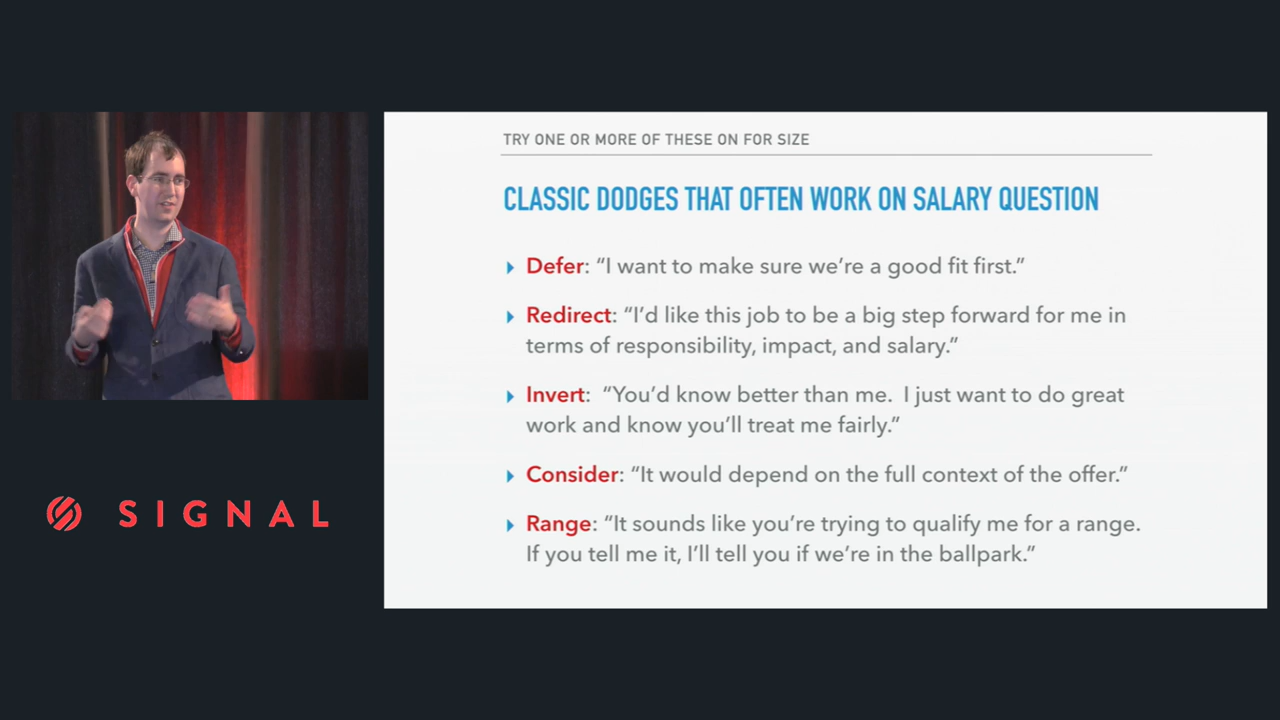 TRY ONE OR MORE OF THESE ON FOR SIZE
CLASSIC DODGES THAT OFTEN WORK ON SALARY QUESTION
Defer: “I want to make sure we’re a good fit first.”
Redirect: “I’d like this job to be a big step forward for me in
terms of responsibility, impact, and salary.”
Invert:  “You’d know better than me.  I just want to do great
work and know you’ll treat me fairly.”
Consider: “It would depend on the full context of the offer.”
Range: “It sounds like you’re trying to qualify me for a range.
If you tell me it, I’ll tell you if we’re in the ballpark.”
SIGNAL